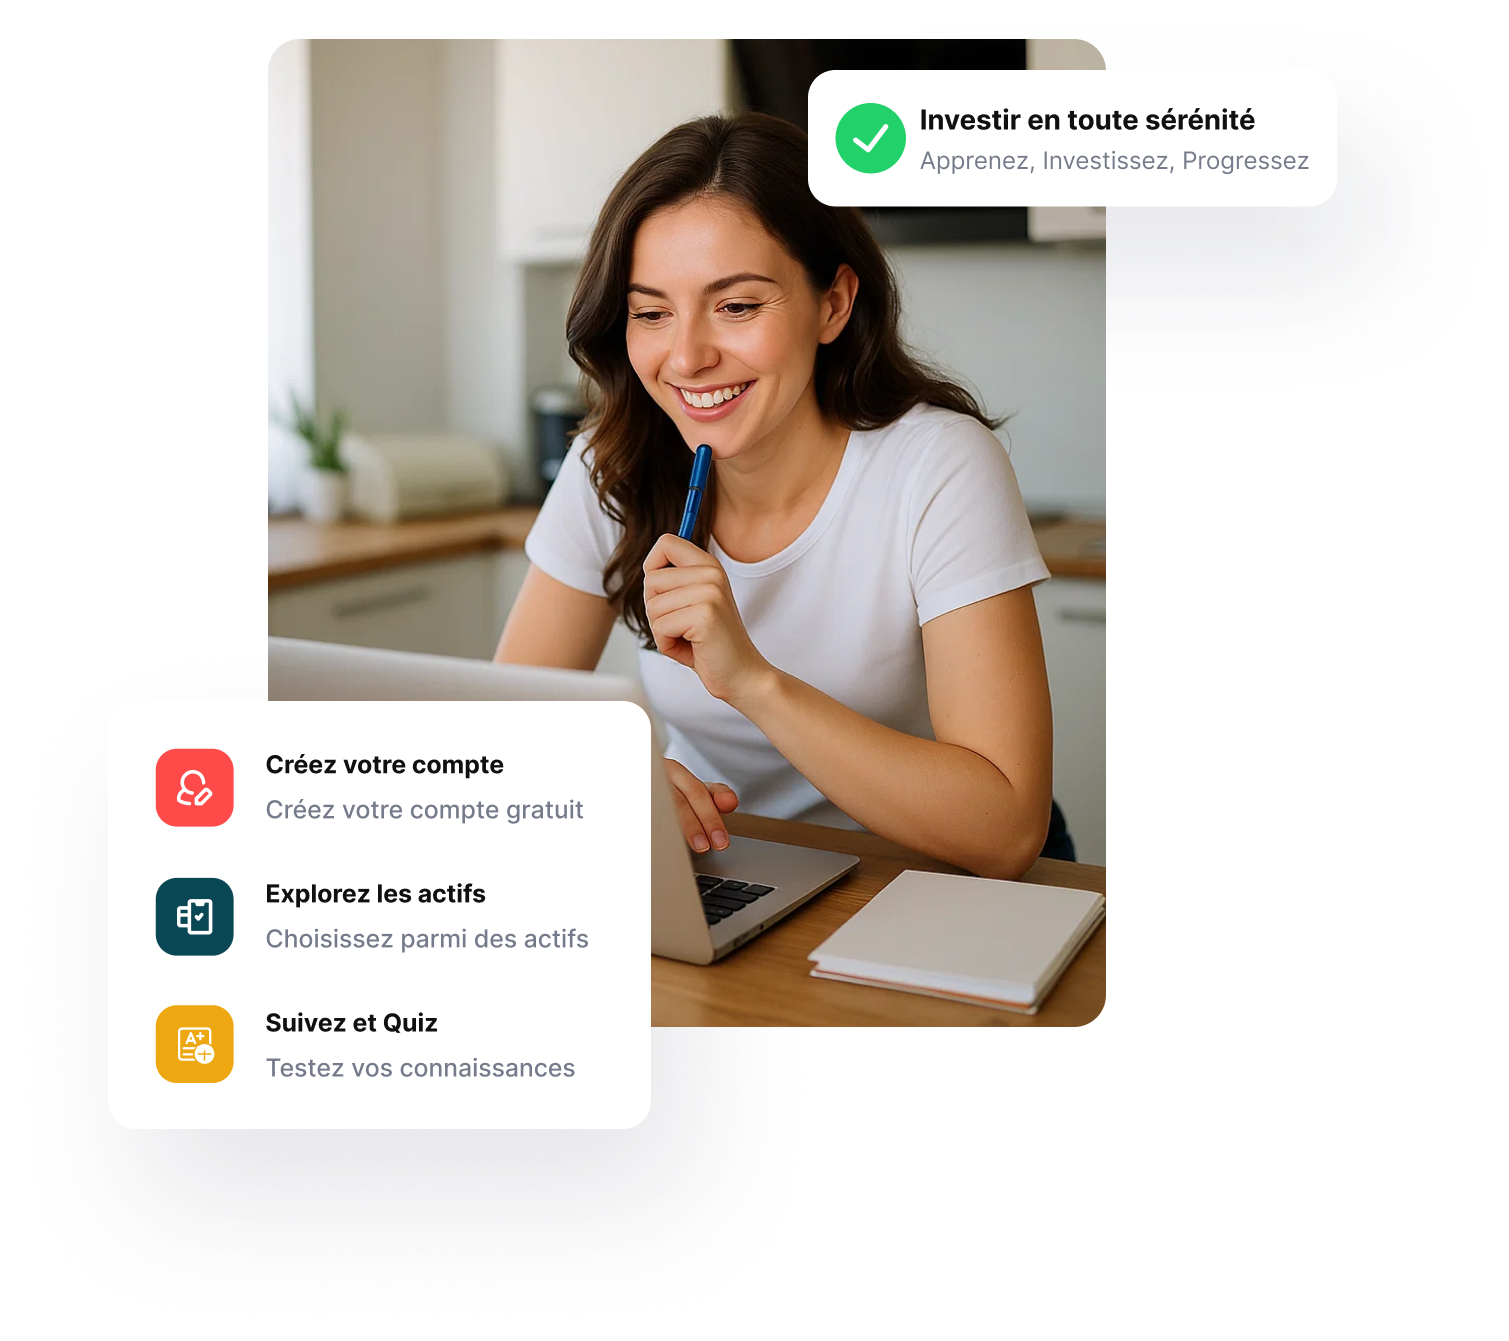 Investir en toute sérénité
Apprenez, Investissez, Progressez
Créez votre compte
Créez votre compte gratuit
Explorez les actifs
Choisissez parmi des actifs
Suivez et Quiz
Testez vos connaissances
A+